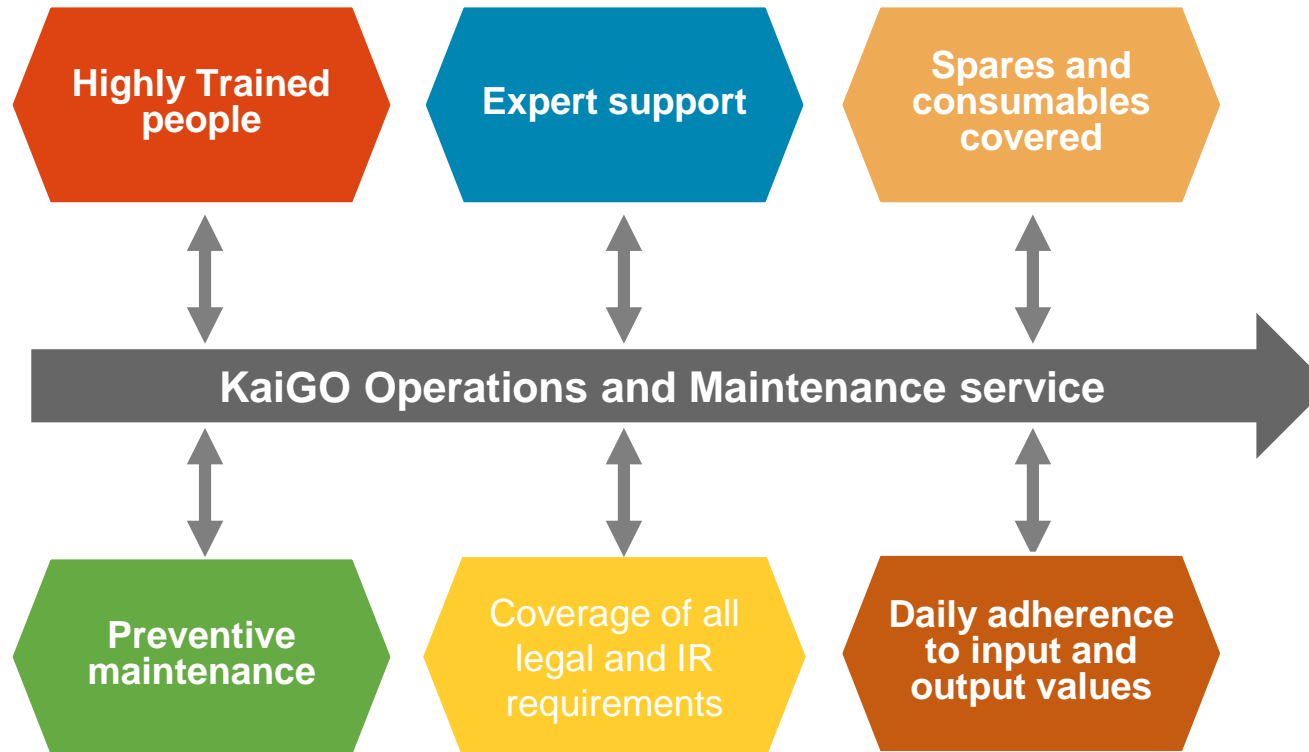 Highly Trained
people
Expert support
Spares and
consumables
covered
KaiGO Operations and Maintenance service
Preventive
maintenance
Coverage of all
legal and IR
requirements
Daily adherence
to input and
output values